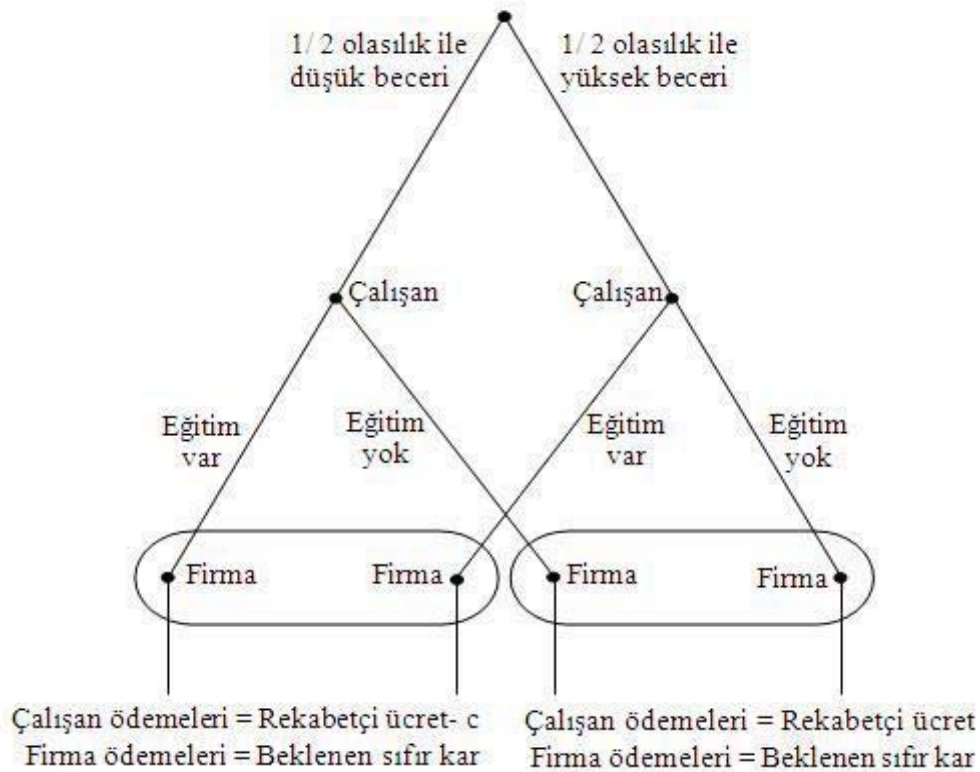 1/2 olasılık ile
düşük beceri
1/2 olasılık ile
yüksek beceri
Çalışan
Çalışan
Eğitim
var
Eğitim
yok
Eğitim
var
Eğitim
yok
Firma
Firma
Firma
Firma
Çalışan ödemeleri = Rekabetçi ücret- c
Firma ödemeleri = Beklenen sıfır kar
Çalışan ödemeleri = Rekabetçi ücret
Firma ödemeleri = Beklenen sıfır kar